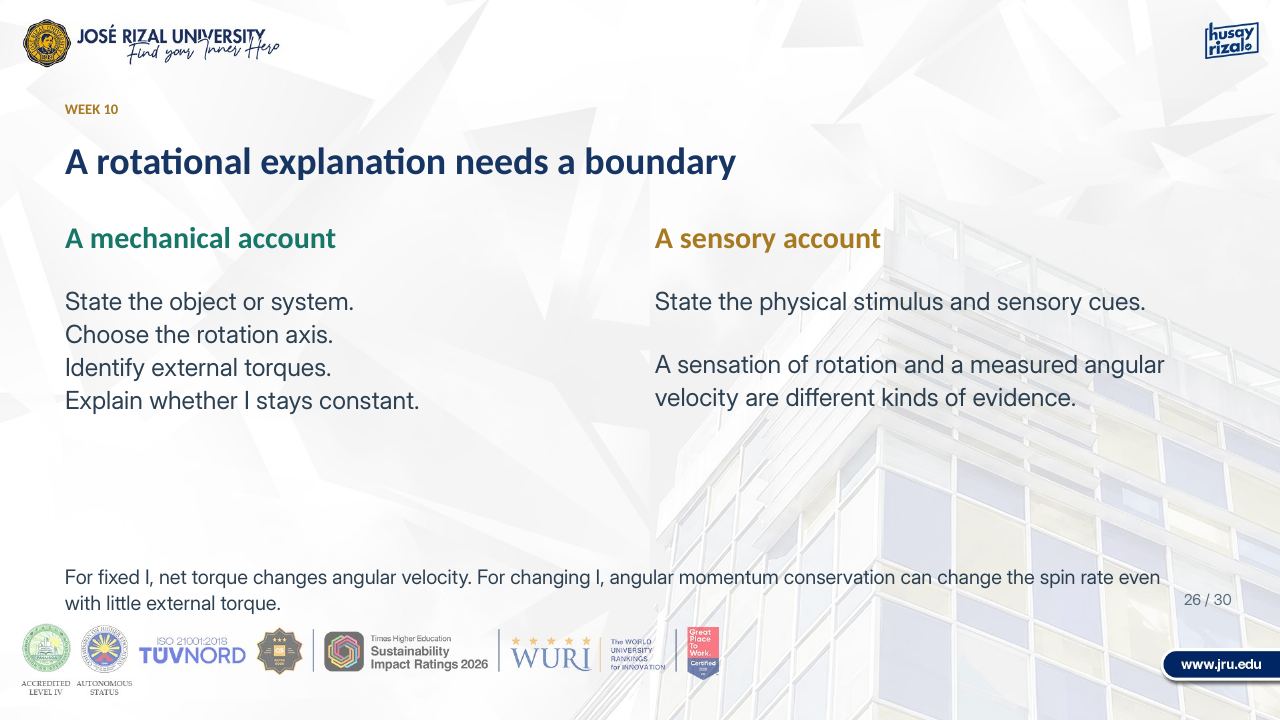 JOSÉ RIZAL UNIVERSITY
Find your Inner Hero
husay
rizal
WEEK 10
A rotational explanation needs a boundary
A mechanical account
State the object or system.
Choose the rotation axis.
Identify external torques.
Explain whether I stays constant.
A sensory account
State the physical stimulus and sensory cues.
A sensation of rotation and a measured angular
velocity are different kinds of evidence.
For fixed I, net torque changes angular velocity. For changing I, angular momentum conservation can change the spin rate even
with little external torque.
26 / 30
ACCREDITED
LEVEL IV
AUTONOMOUS
STATUS
ISO 21001:2018
TÜVNORD
Times Higher Education
Sustainability
Impact Ratings 2026
WURI
The WORLD
UNIVERSITY
RANKINGS
for INNOVATION
Great
Place
To
Work.
Certified
www.jru.edu